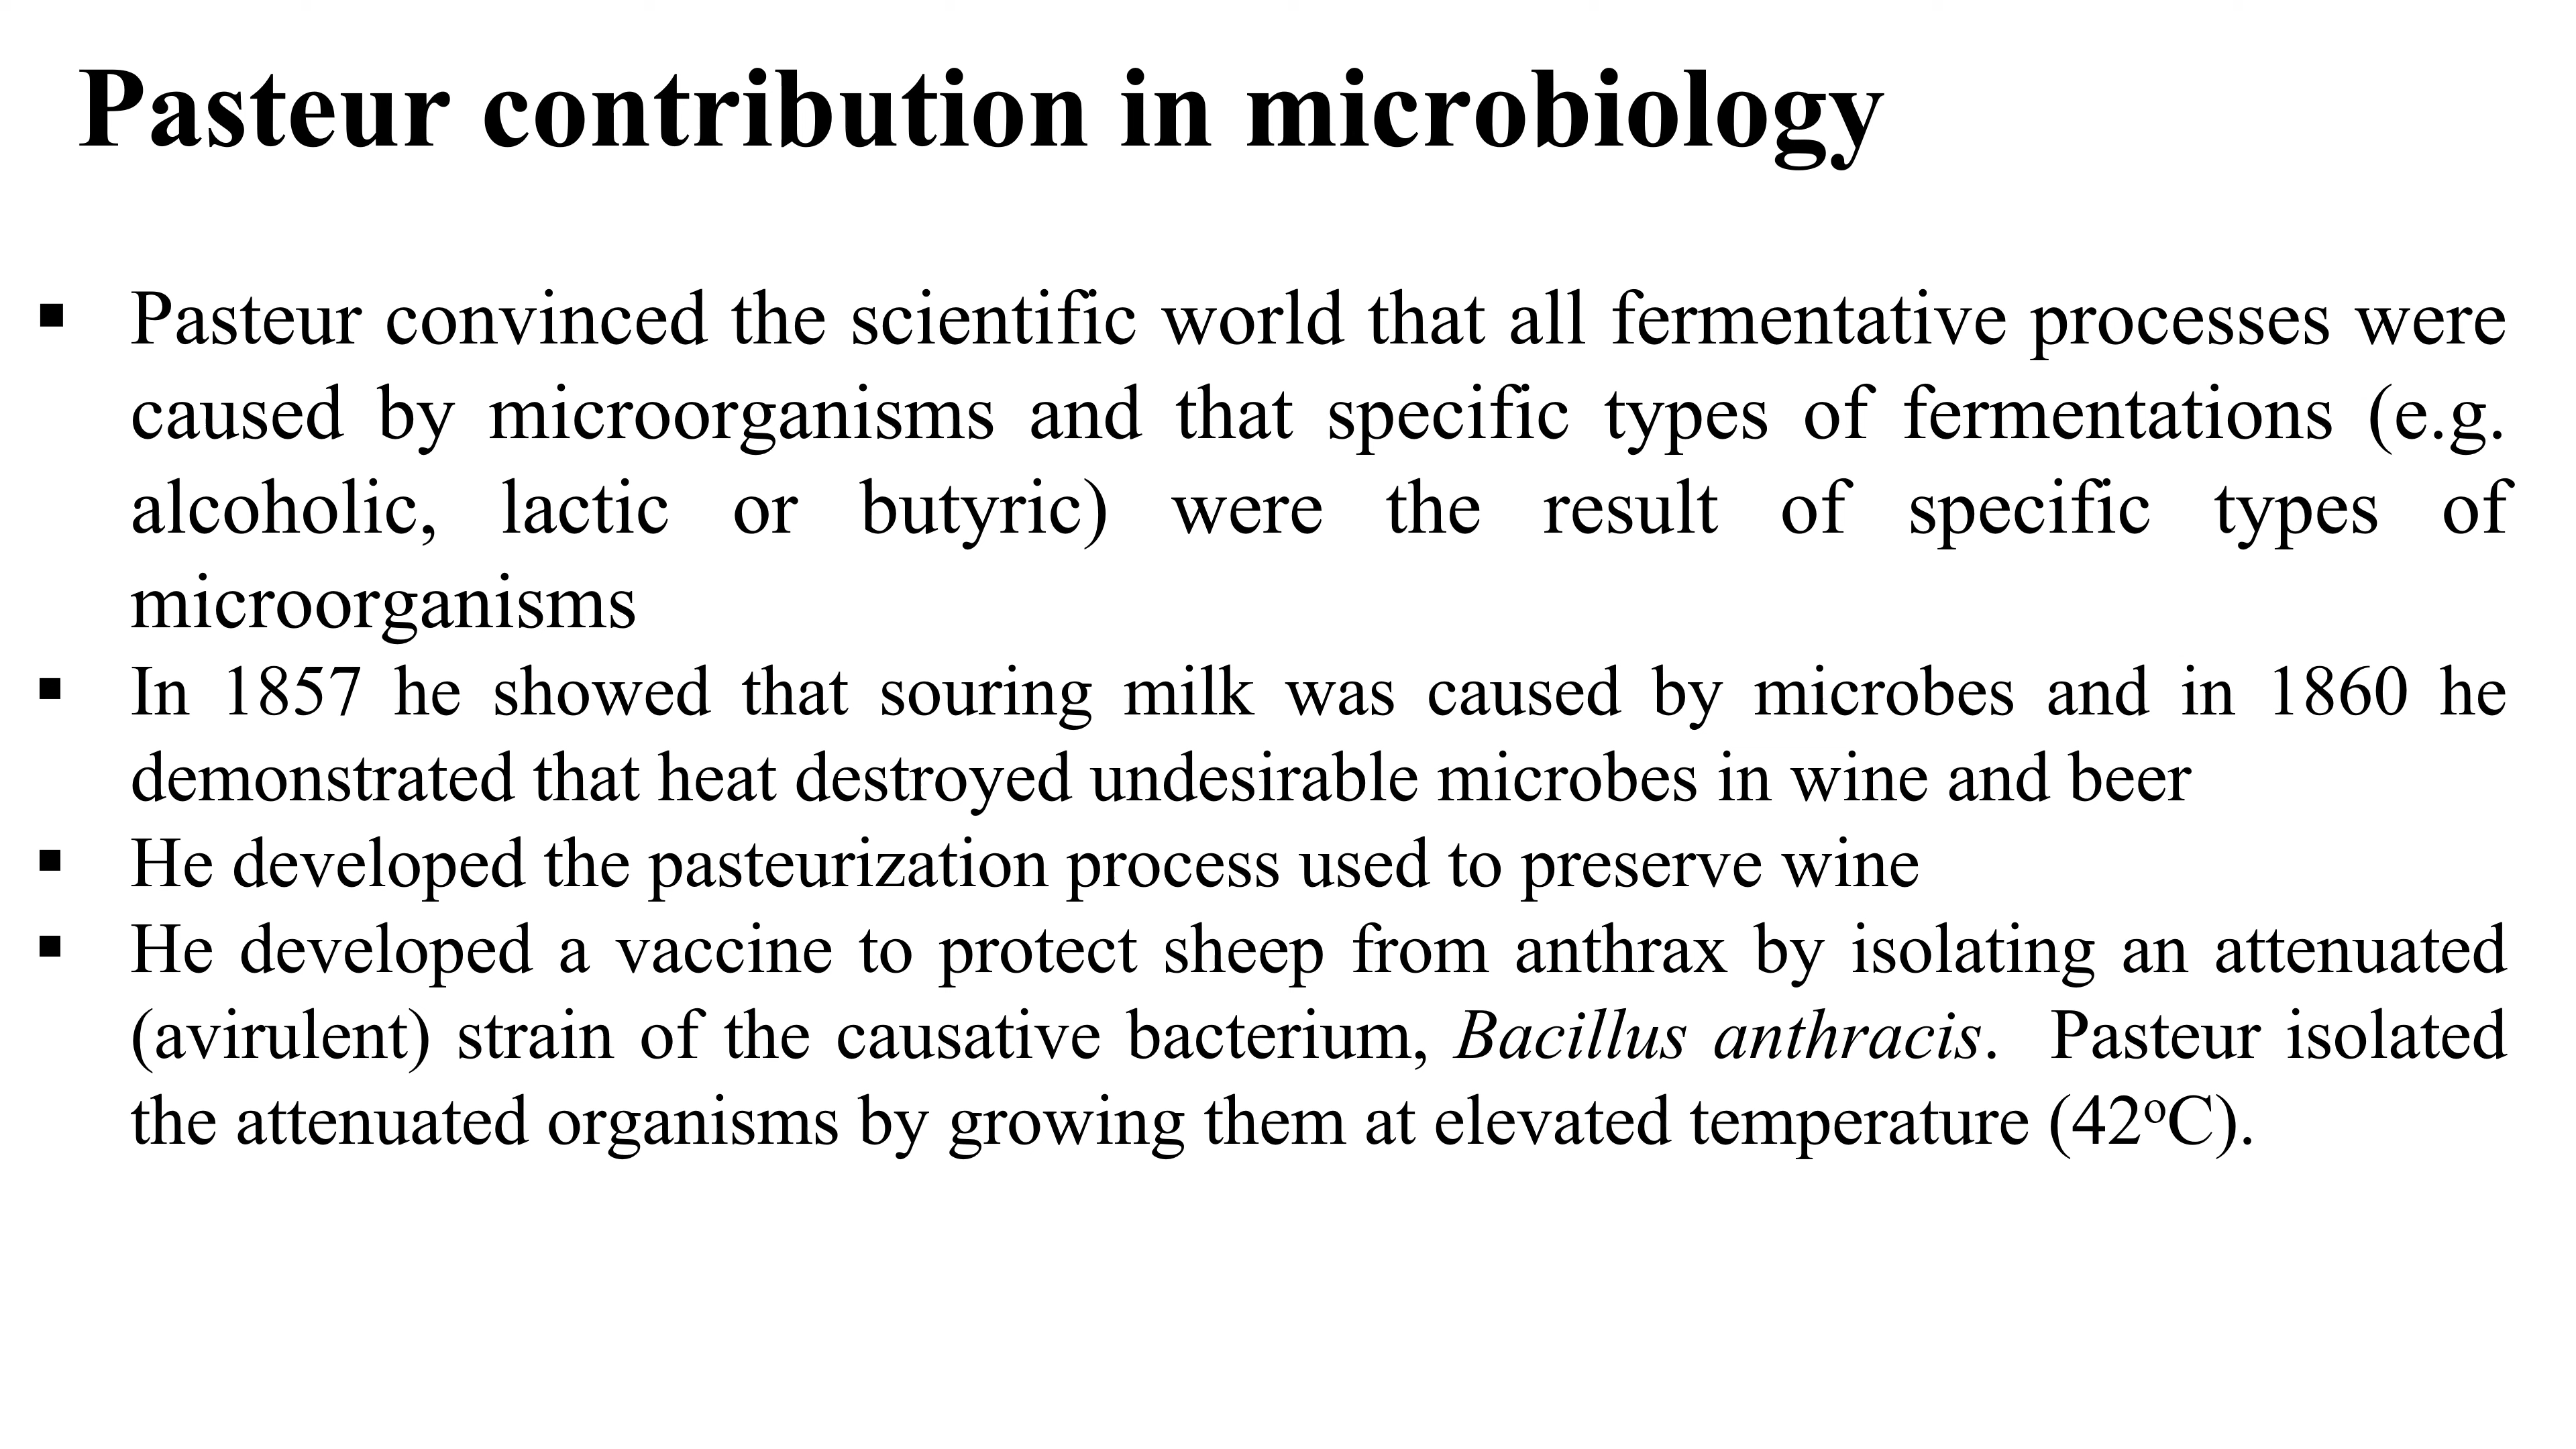 Pasteur contribution in microbiology
▪ Pasteur convinced the scientific world that all fermentative processes were
caused by microorganisms and that specific types of fermentations (e.g.
alcoholic, lactic or butyric) were the result of specific types of
microorganisms
▪ In 1857 he showed that souring milk was caused by microbes and in 1860 he
demonstrated that heat destroyed undesirable microbes in wine and beer
▪ He developed the pasteurization process used to preserve wine
▪ He developed a vaccine to protect sheep from anthrax by isolating an attenuated
(avirulent) strain of the causative bacterium, Bacillus anthracis. Pasteur isolated
the attenuated organisms by growing them at elevated temperature (42ºC).